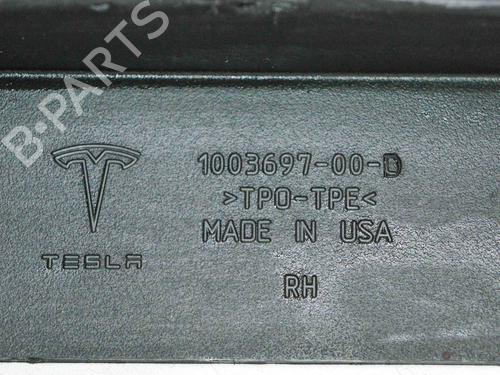 B·PARTS
1003697-00-D
>TPO-TPE<
MADE IN USA
TESLA
RH